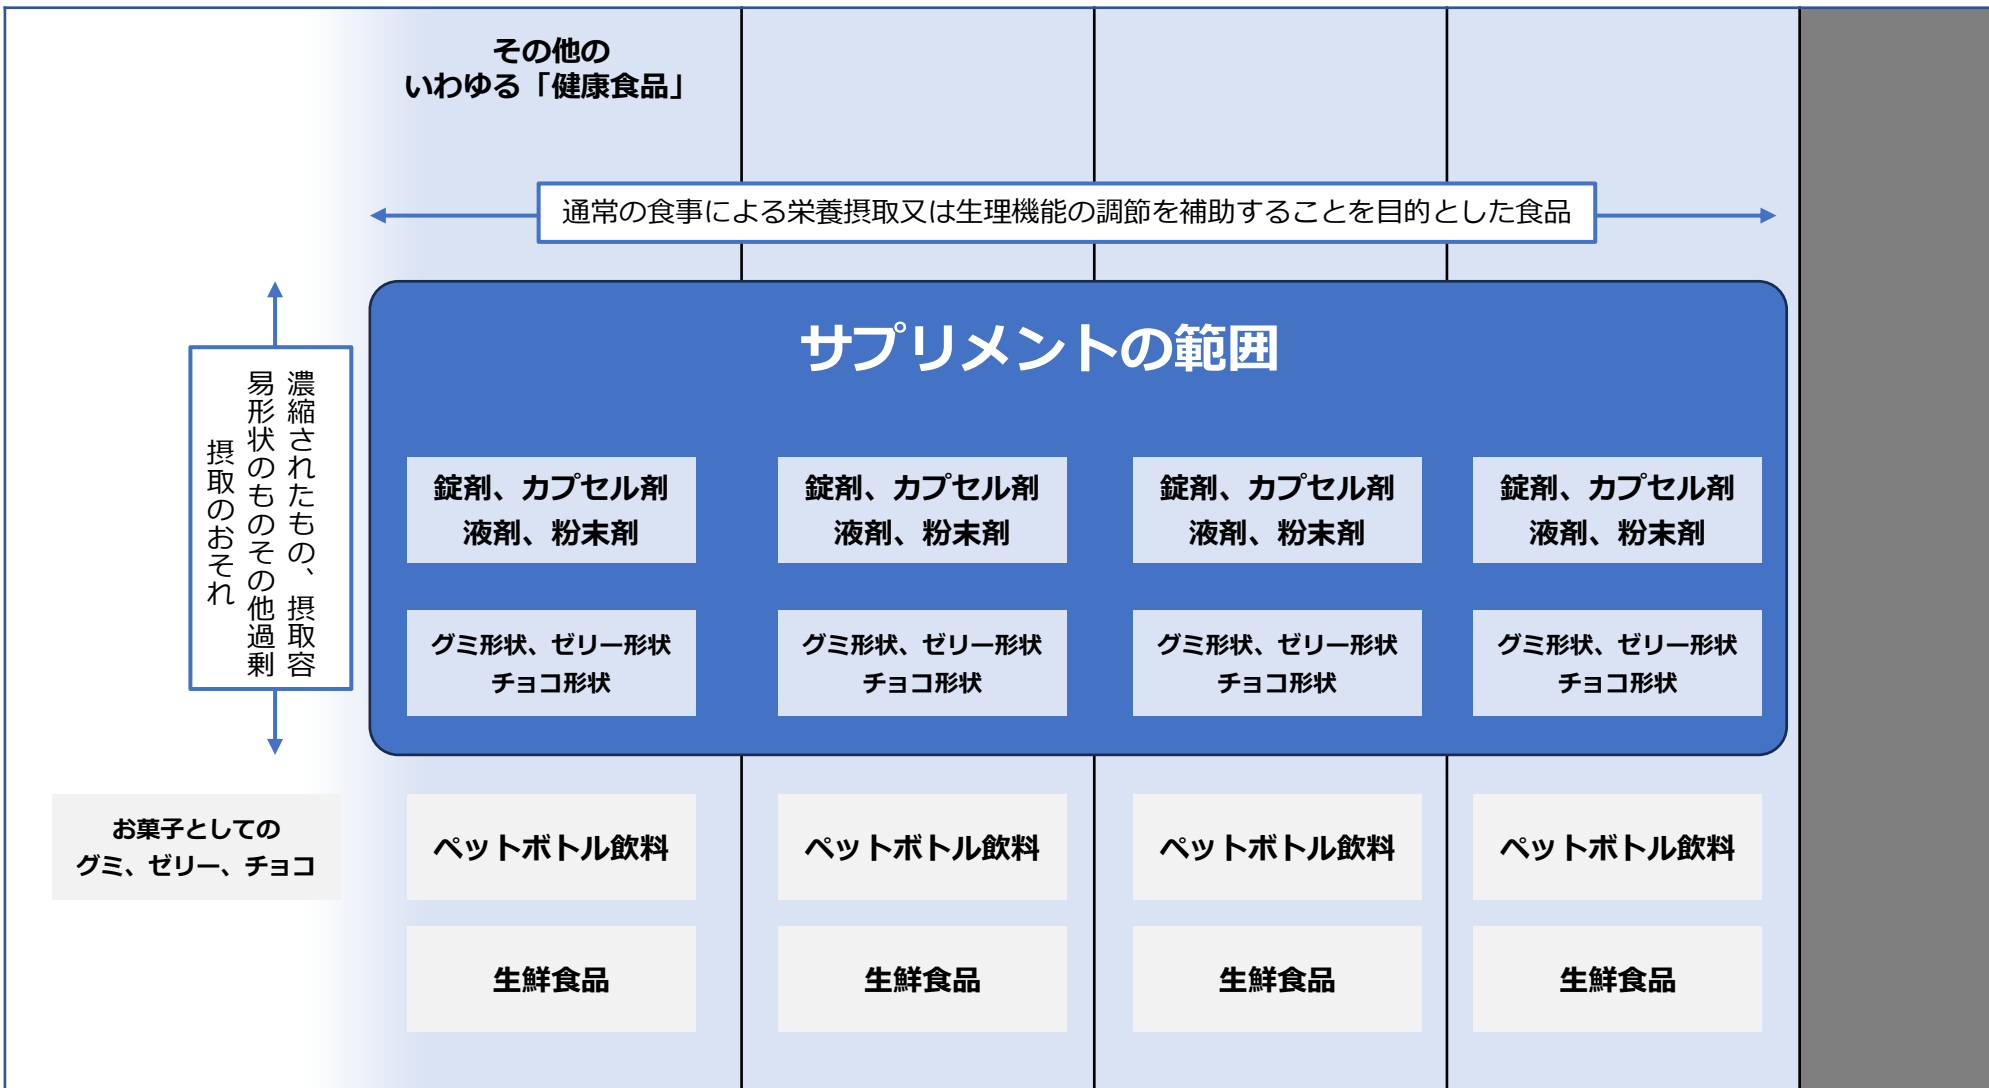 その他の
いわゆる「健康食品」
通常の食事による栄養摂取又は生理機能の調節を補助することを目的とした食品
サプリメントの範囲
濃縮されたもの、摂取容
易形状のものその他過剰
摂取のおそれ
錠剤、カプセル剤
液剤、粉末剤
錠剤、カプセル剤
液剤、粉末剤
錠剤、カプセル剤
液剤、粉末剤
錠剤、カプセル剤
液剤、粉末剤
グミ形状、ゼリー形状
チョコ形状
グミ形状、ゼリー形状
チョコ形状
グミ形状、ゼリー形状
チョコ形状
グミ形状、ゼリー形状
チョコ形状
お菓子としての
グミ、ゼリー、チョコ
ペットボトル飲料
ペットボトル飲料
ペットボトル飲料
ペットボトル飲料
生鮮食品
生鮮食品
生鮮食品
生鮮食品